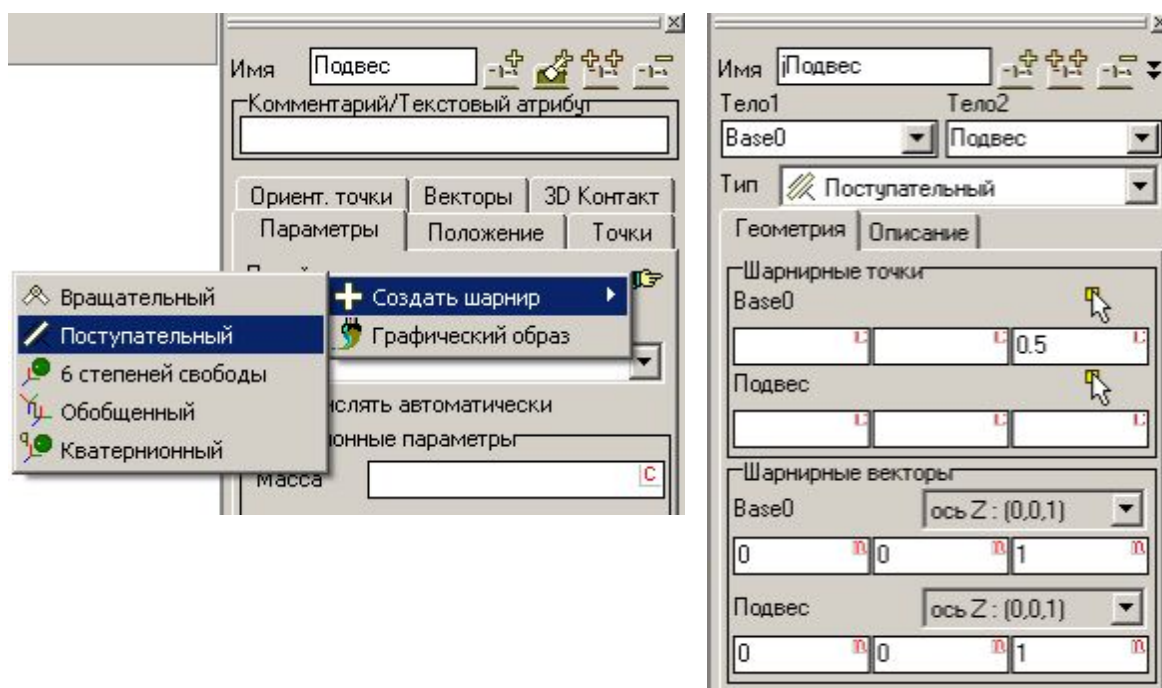 Имя Подвес
Комментарий/Текстовый атрибут
Ориент. точки Векторы 3D Контакт
Параметры Положение Точки
Создать шарнир
Графический образ
Вращательный
Поступательный
6 степеней свободы
Обобщенный
Кватернионный
автоматически
параметры
Масса C
Имя jПодвес
Тело1 Тело2
Base0 Подвес
Тип Поступательный
Геометрия Описание
Шарнирные точки
Base0
C C 0.5 C
Подвес
C C C
Шарнирные векторы
Base0 ось Z : (0,0,1)
0 n 0 n 1 n
Подвес ось Z : (0,0,1)
0 n 0 n 1 n